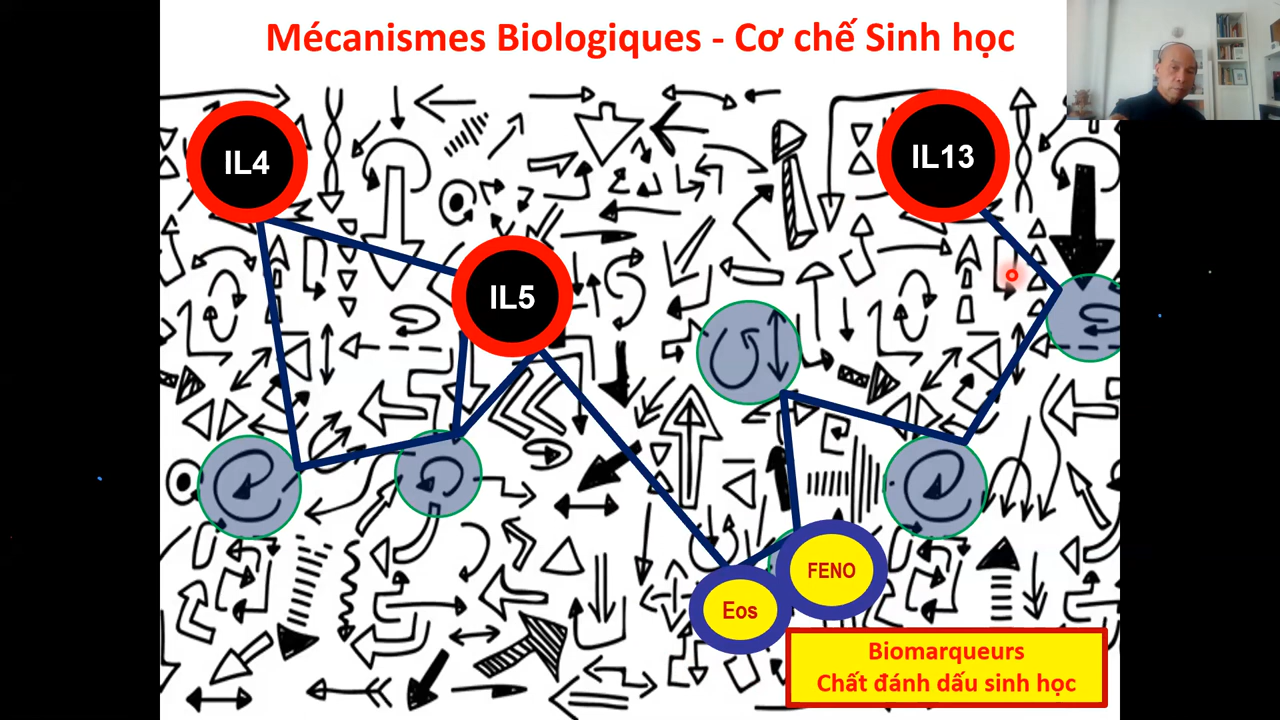 Mécanismes Biologiques - Cơ chế Sinh học
IL4
IL13
IL5
FENO
Eos
Biomarqueurs
Chất đánh dấu sinh học